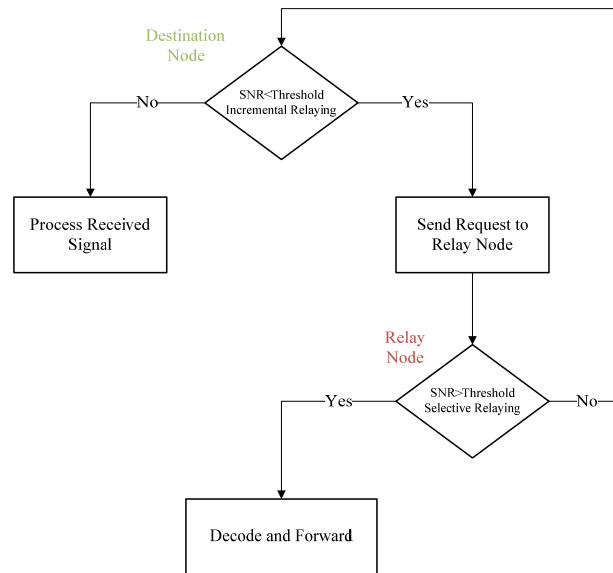 Destination
Node
SNR<Threshold
Incremental Relaying
No
Yes
Process Received
Signal
Send Request to
Relay Node
Relay
Node
SNR>Threshold
Selective Relaying
Yes
No
Decode and Forward